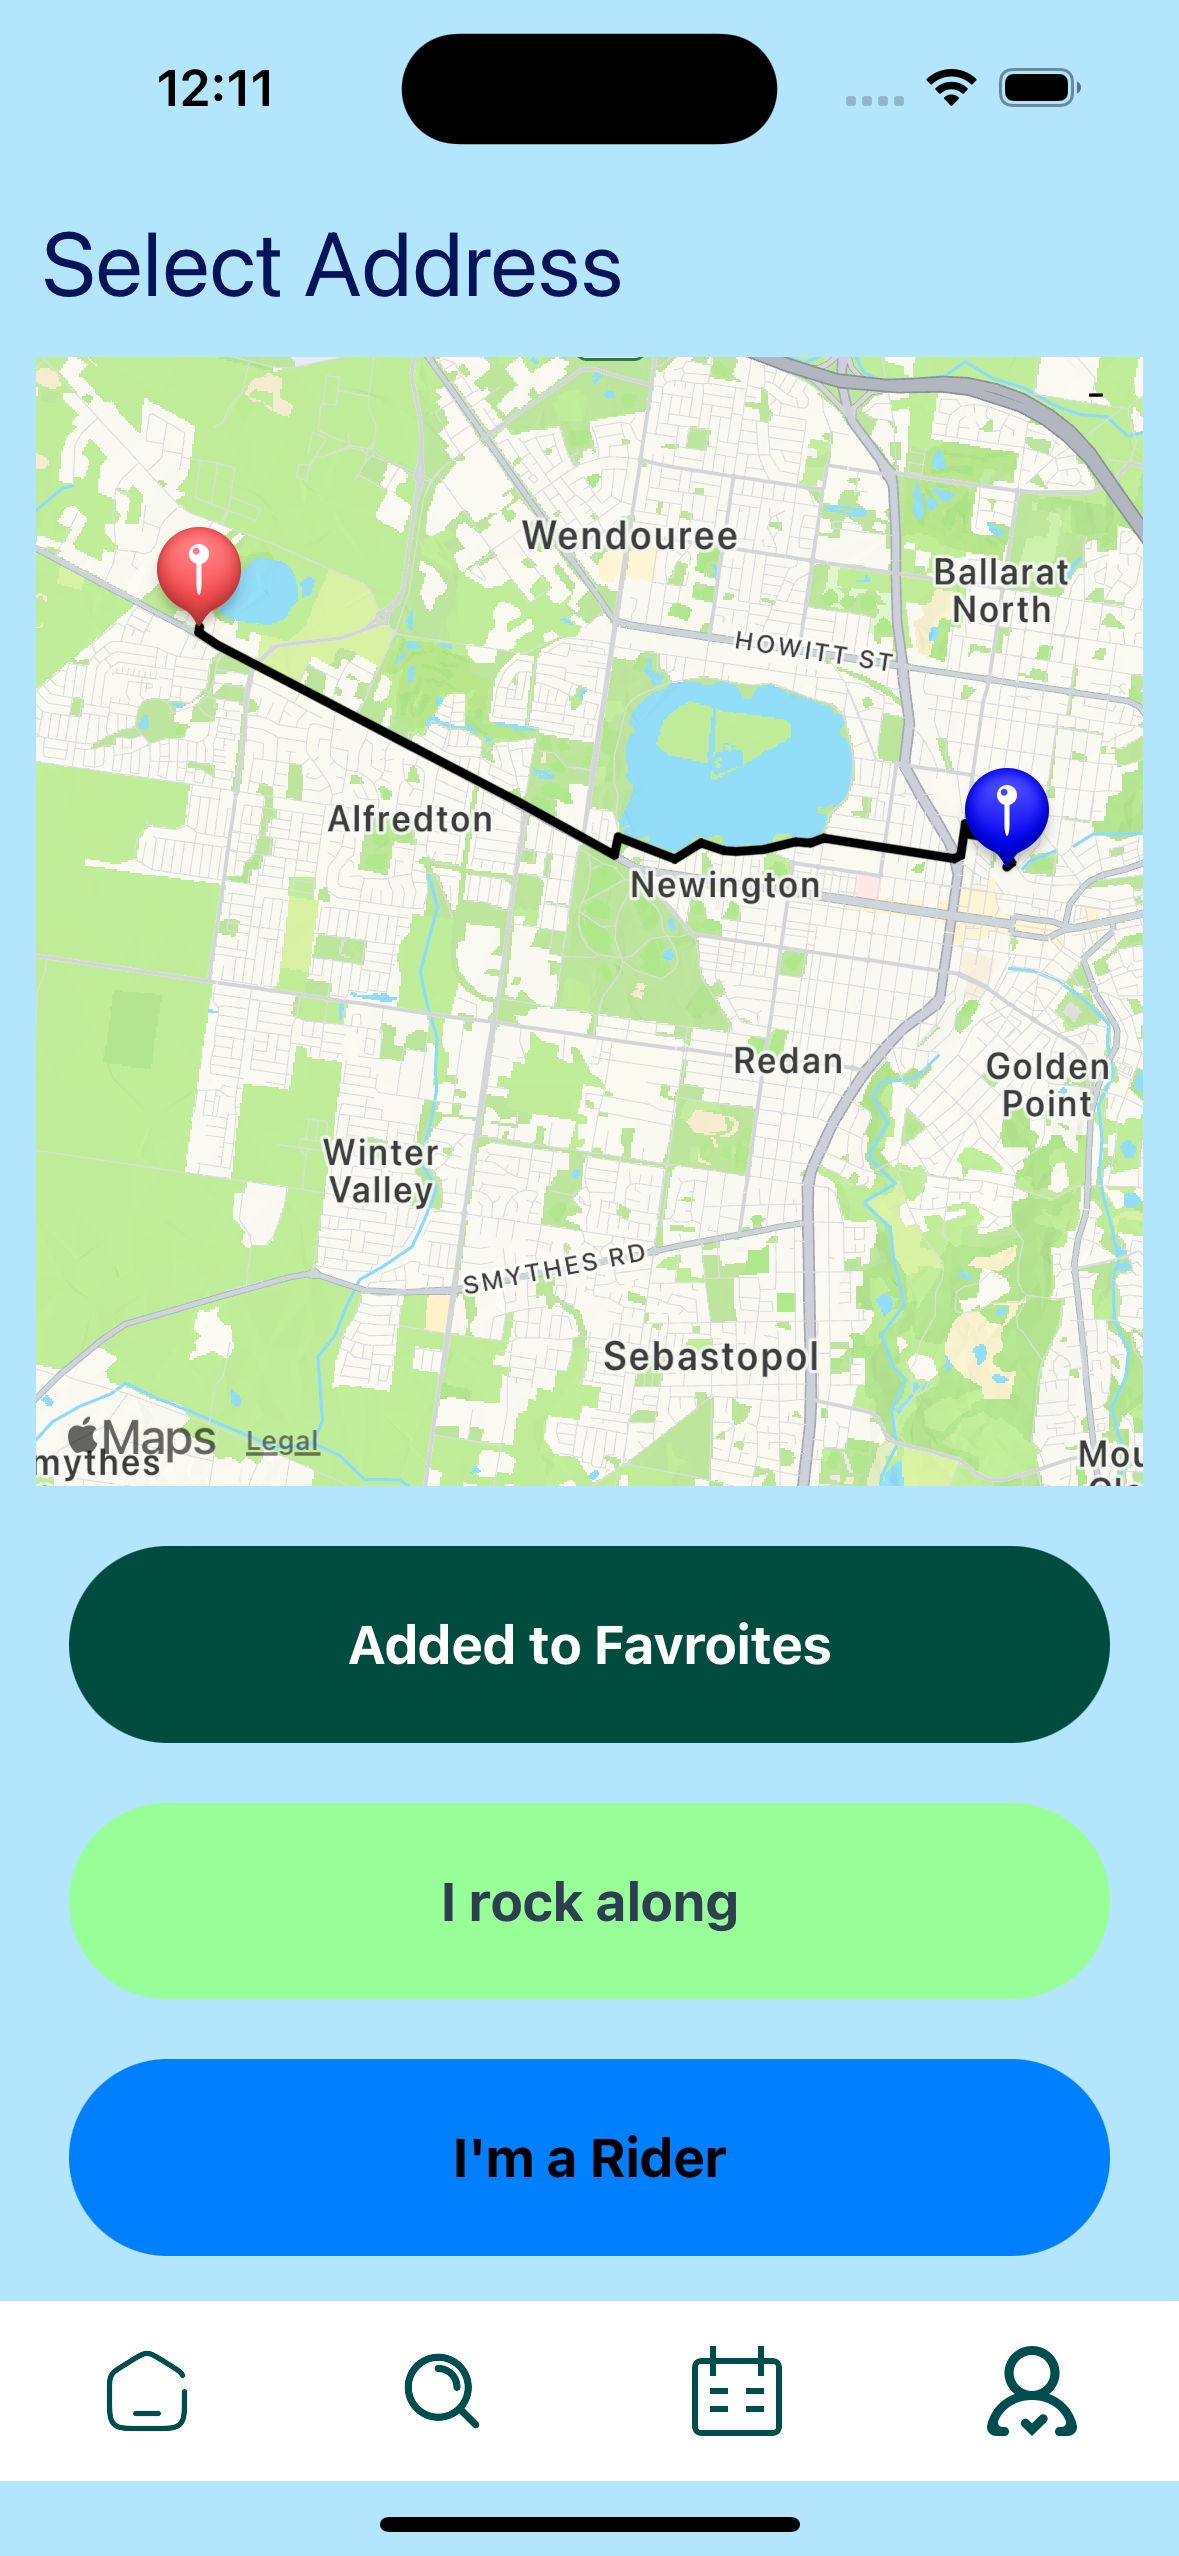 12:11
Select Address
Wendouree
Ballarat
North
HOWITT ST
Alfredton
Newington
Redan
Golden
Point
Winter
Valley
SMYTHES RD
Sebastopol
Maps Legal
mythes
Mou
Added to Favroites
I rock along
I'm a Rider